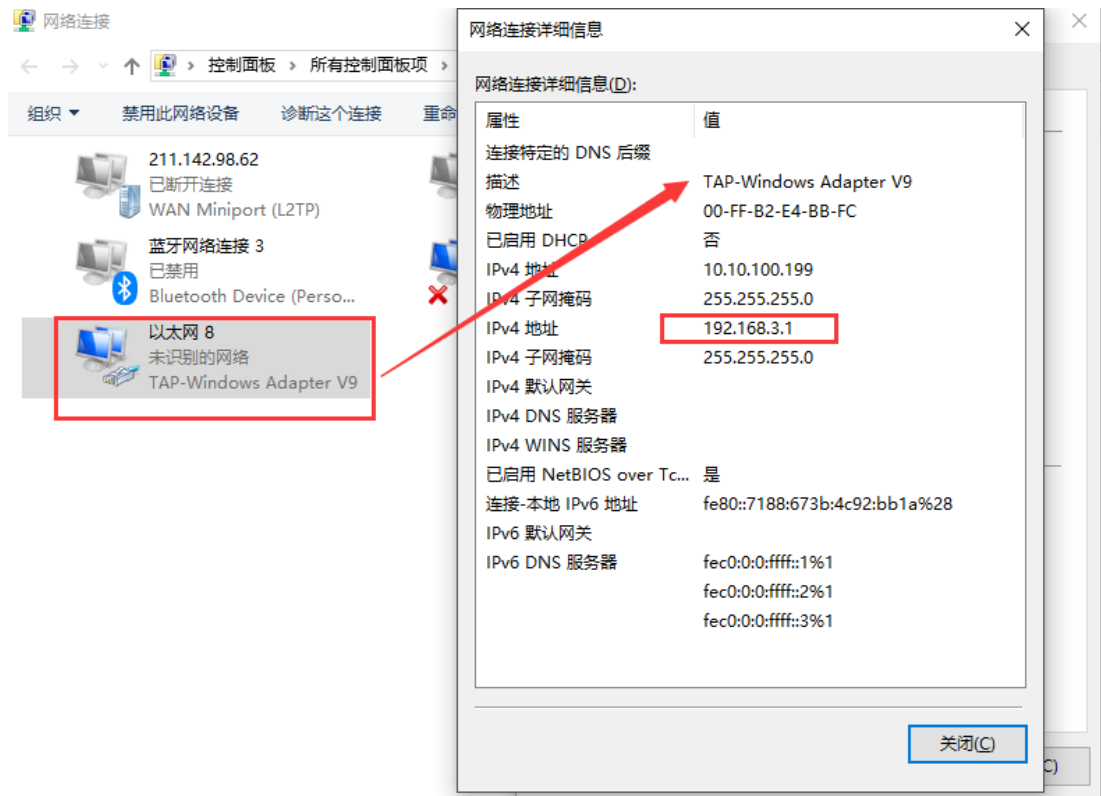 网络连接
控制面板 › 所有控制面板项 ›
组织 禁用此网络设备 诊断这个连接 重命
211.142.98.62
已断开连接
WAN Miniport (L2TP)
蓝牙网络连接 3
已禁用
Bluetooth Device (Perso...
以太网 8
未识别的网络
TAP-Windows Adapter V9
网络连接详细信息
网络连接详细信息(D):
属性 值
连接特定的 DNS 后缀
描述 TAP-Windows Adapter V9
物理地址 00-FF-B2-E4-BB-FC
已启用 DHCP 否
IPv4 地址 10.10.100.199
IPv4 子网掩码 255.255.255.0
IPv4 地址 192.168.3.1
IPv4 子网掩码 255.255.255.0
IPv4 默认网关
IPv4 DNS 服务器
IPv4 WINS 服务器
已启用 NetBIOS over Tc... 是
连接-本地 IPv6 地址 fe80::7188:673b:4c92:bb1a%28
IPv6 默认网关
IPv6 DNS 服务器 fec0:0:0:ffff::1%1
fec0:0:0:ffff::2%1
fec0:0:0:ffff::3%1
关闭(C)
C)